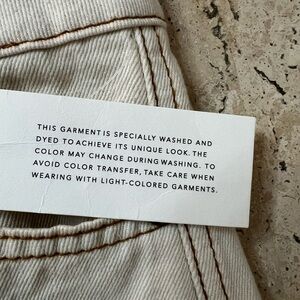 THIS GARMENT IS SPECIALLY WASHED AND
DYED TO ACHIEVE ITS UNIQUE LOOK. THE
COLOR MAY CHANGE DURING WASHING. TO
AVOID COLOR TRANSFER, TAKE CARE WHEN
WEARING WITH LIGHT-COLORED GARMENTS.